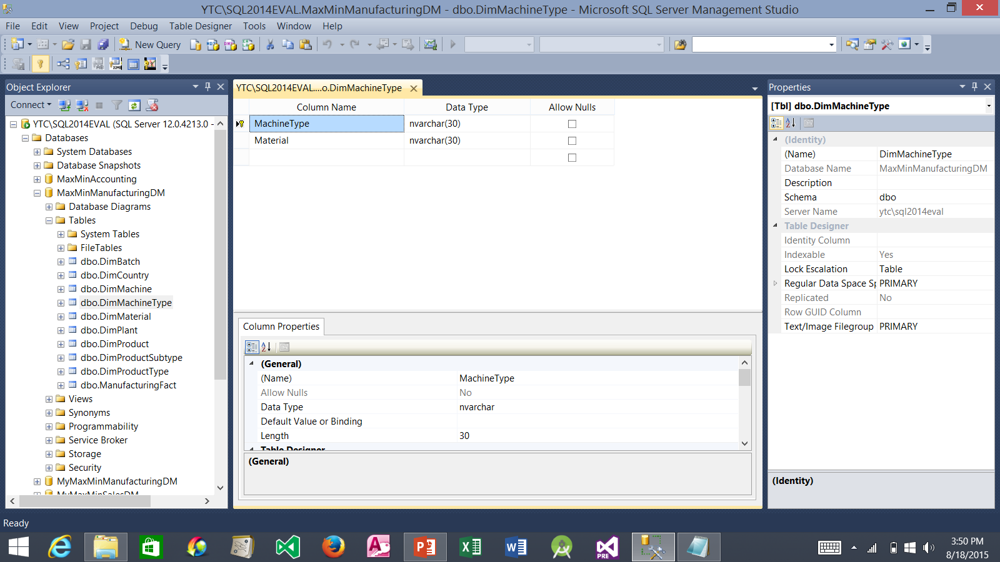 YTC\SQL2014EVAL.MaxMinManufacturingDM - dbo.DimMachineType - Microsoft SQL Server Management Studio
File Edit View Project Debug Table Designer Tools Window Help
New Query
Object Explorer
Connect
YTC\SQL2014EVAL (SQL Server 12.0.4213.0 -
Databases
System Databases
Database Snapshots
MaxMinAccounting
MaxMinManufacturingDM
Database Diagrams
Tables
System Tables
FileTables
dbo.DimBatch
dbo.DimCountry
dbo.DimMachine
dbo.DimMachineType
dbo.DimMaterial
dbo.DimPlant
dbo.DimProduct
dbo.DimProductSubtype
dbo.DimProductType
dbo.ManufacturingFact
Views
Synonyms
Programmability
Service Broker
Storage
Security
MyMaxMinManufacturingDM
MyMaxMinSalesDM
YTC\SQL2014EVAL....o.DimMachineType
Column Name Data Type Allow Nulls
MachineType nvarchar(30)
Material nvarchar(30)
Column Properties
(General)
(Name) MachineType
Allow Nulls No
Data Type nvarchar
Default Value or Binding
Length 30
Table Designer
(General)
Properties
[Tbl] dbo.DimMachineType
(Identity)
(Name) DimMachineType
Database Name MaxMinManufacturingDM
Description
Schema dbo
Server Name ytc\sql2014eval
Table Designer
Identity Column
Indexable Yes
Lock Escalation Table
Regular Data Space Sp PRIMARY
Replicated No
Row GUID Column
Text/Image Filegroup PRIMARY
(Identity)
Ready
PRE
3:50 PM
8/18/2015